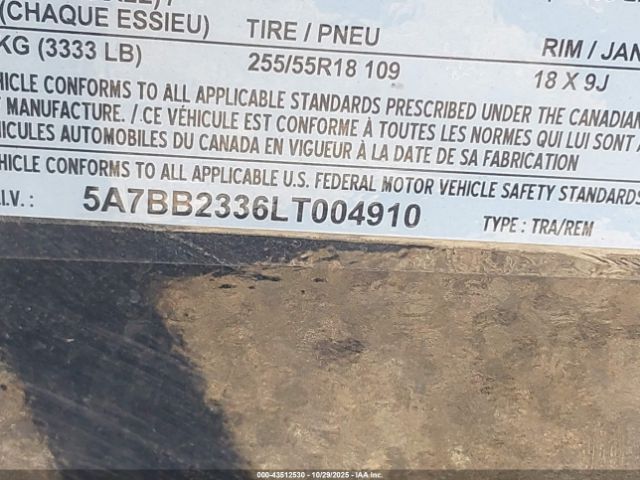 (CHAQUE ESSIEU) TIRE / PNEU RIM / JAN
KG (3333 LB) 255/55R18 109 18 X 9J
HICLE CONFORMS TO ALL APPLICABLE STANDARDS PRESCRIBED UNDER THE CANADIAN
MANUFACTURE. / CE VÉHICULE EST CONFORME À TOUTES LES NORMES QUI LUI SONT
HICULES AUTOMOBILES DU CANADA EN VIGUEUR À LA DATE DE SA FABRICATION
EHICLE CONFORMS TO ALL APPLICABLE U.S. FEDERAL MOTOR VEHICLE SAFETY STANDARDS
I.V.: 5A7BB2336LT004910 TYPE : TRA/REM
000-43512530 • 10/29/2025 • IAA